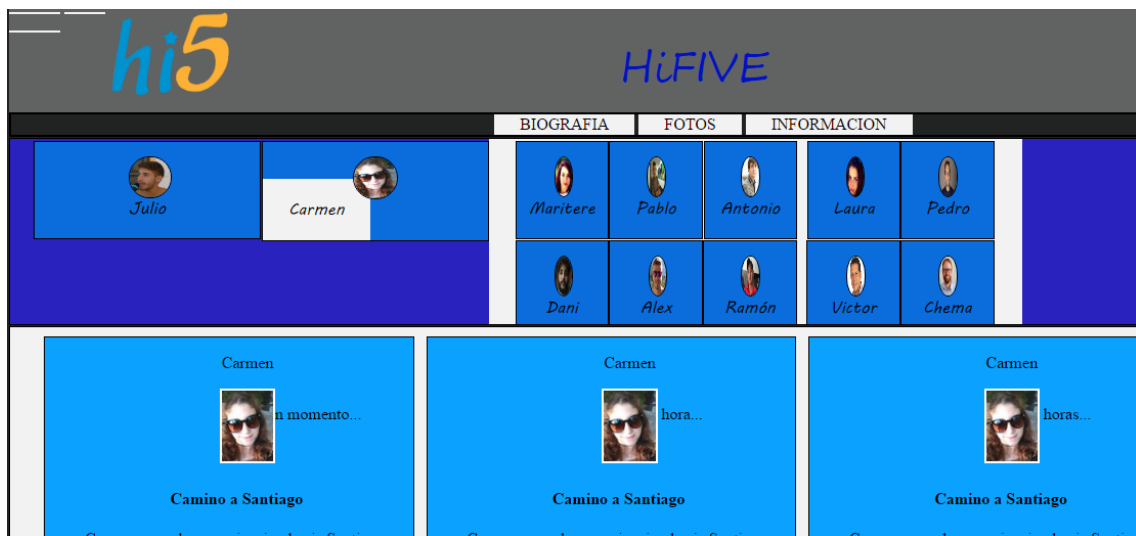 hi5
HiFIVE
BIOGRAFIA FOTOS INFORMACION
Julio Carmen Maritere Pablo Antonio Laura Pedro
Dani Alex Ramón Victor Chema
Carmen Carmen Carmen
n momento... hora... horas...
Camino a Santiago Camino a Santiago Camino a Santiago